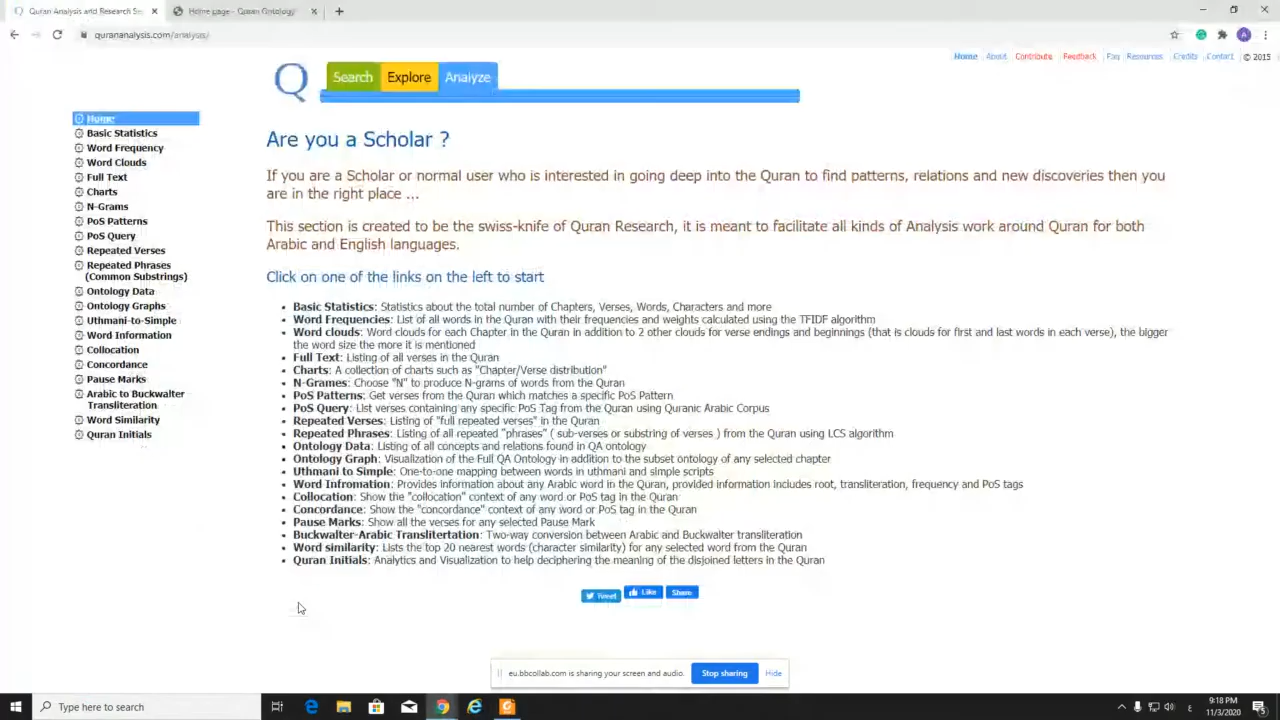 Quran Analysis and Research Se
Home page - Quran Ontology
qurananalysis.com/analysis/
A
Home
About
Contribute
Feedback
Faq
Resources
Credits
Contact
© 2015
Q
Search
Explore
Analyze
Home
Basic Statistics
Word Frequency
Word Clouds
Full Text
Charts
N-Grams
PoS Patterns
PoS Query
Repeated Verses
Repeated Phrases
(Common Substrings)
Ontology Data
Ontology Graphs
Uthmani-to-Simple
Word Information
Collocation
Concordance
Pause Marks
Arabic to Buckwalter
Transliteration
Word Similarity
Quran Initials
Are you a Scholar ?
If you are a Scholar or normal user who is interested in going deep into the Quran to find patterns, relations and new discoveries then you
are in the right place ...
This section is created to be the swiss-knife of Quran Research, it is meant to facilitate all kinds of Analysis work around Quran for both
Arabic and English languages.
Click on one of the links on the left to start
Basic Statistics: Statistics about the total number of Chapters, Verses, Words, Characters and more
Word Frequencies: List of all words in the Quran with their frequencies and weights calculated using the TFIDF algorithm
Word clouds: Word clouds for each Chapter in the Quran in addition to 2 other clouds for verse endings and beginnings (that is clouds for first and last words in each verse), the bigger
the word size the more it is mentioned
Full Text: Listing of all verses in the Quran
Charts: A collection of charts such as "Chapter/Verse distribution"
N-Grames: Choose "N" to produce N-grams of words from the Quran
PoS Patterns: Get verses from the Quran which matches a specific PoS Pattern
PoS Query: List verses containing any specific PoS Tag from the Quran using Quranic Arabic Corpus
Repeated Verses: Listing of "full repeated verses" in the Quran
Repeated Phrases: Listing of all repeated "phrases" ( sub-verses or substring of verses ) from the Quran using LCS algorithm
Ontology Data: Listing of all concepts and relations found in QA ontology
Ontology Graph: Visualization of the Full QA Ontology in addition to the subset ontology of any selected chapter
Uthmani to Simple: One-to-one mapping between words in uthmani and simple scripts
Word Infromation: Provides information about any Arabic word in the Quran, provided information includes root, transliteration, frequency and PoS tags
Collocation: Show the "collocation" context of any word or PoS tag in the Quran
Concordance: Show the "concordance" context of any word or PoS tag in the Quran
Pause Marks: Show all the verses for any selected Pause Mark
Buckwalter-Arabic Translitertation: Two-way conversion between Arabic and Buckwalter transliteration
Word similarity: Lists the top 20 nearest words (character similarity) for any selected word from the Quran
Quran Initials: Analytics and Visualization to help deciphering the meaning of the disjoined letters in the Quran
Tweet
Like
Share
eu.bbcollab.com is sharing your screen and audio.
Stop sharing
Hide
Type here to search
ع
9:18 PM
11/3/2020
5